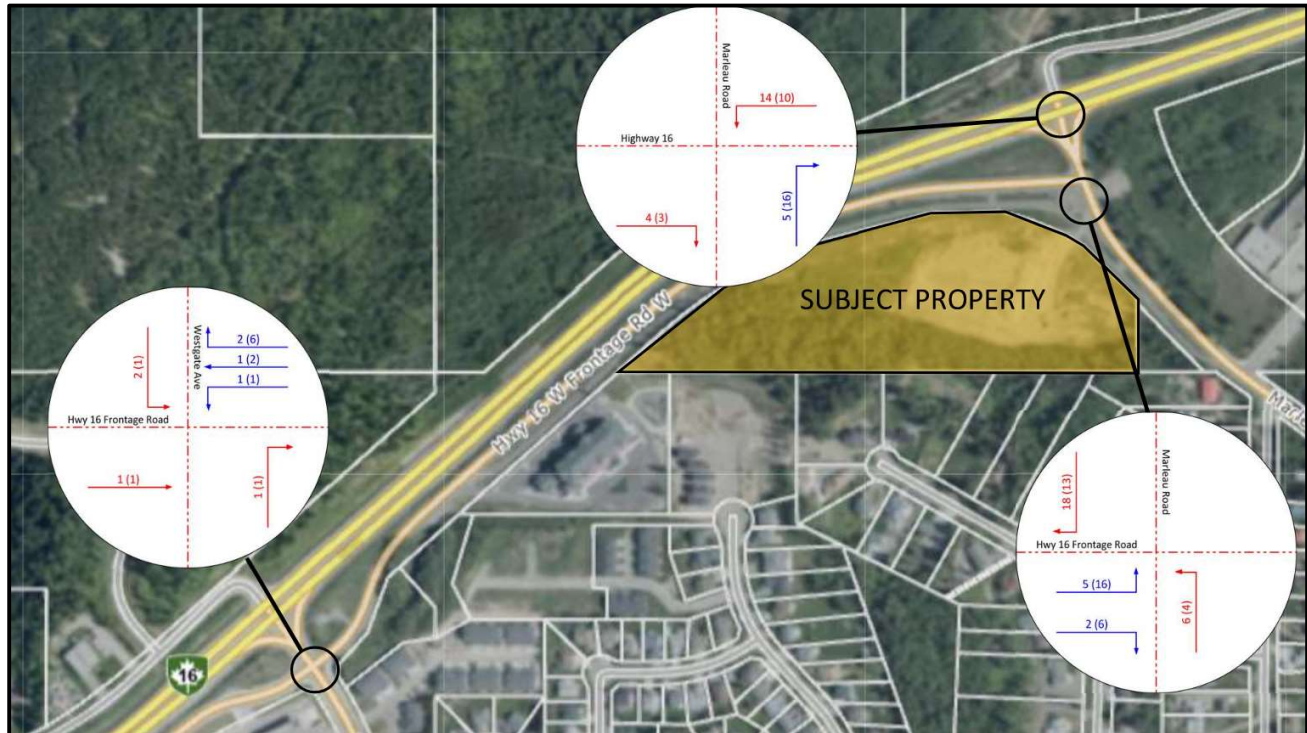 Marleau Road
14 (10)
Highway 16
5 (16)
4 (3)
SUBJECT PROPERTY
Hwy 16 W Frontage Rd W
2 (1)
Westgate Ave
2 (6)
1 (2)
1 (1)
Hwy 16 Frontage Road
1 (1)
1 (1)
16
18 (13)
Marleau Road
Hwy 16 Frontage Road
5 (16)
2 (6)
6 (4)